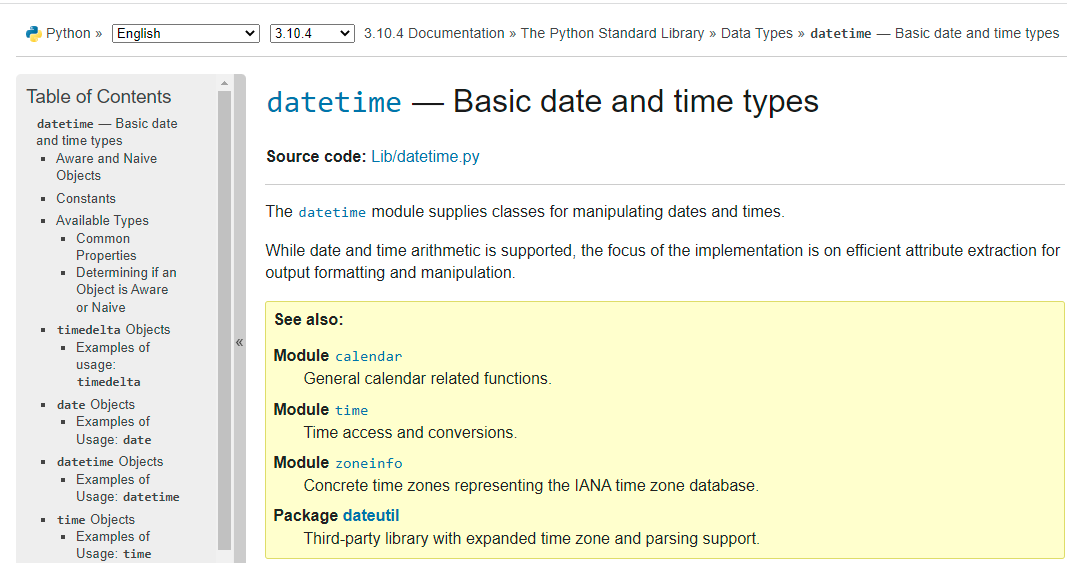 Python » English 3.10.4 3.10.4 Documentation » The Python Standard Library » Data Types » datetime — Basic date and time types
Table of Contents
datetime — Basic date
and time types
Aware and Naive
Objects
Constants
Available Types
Common
Properties
Determining if an
Object is Aware
or Naive
timedelta Objects
Examples of
usage:
timedelta
date Objects
Examples of
Usage: date
datetime Objects
Examples of
Usage: datetime
time Objects
Examples of
Usage: time
«
datetime — Basic date and time types
Source code: Lib/datetime.py
The datetime module supplies classes for manipulating dates and times.
While date and time arithmetic is supported, the focus of the implementation is on efficient attribute extraction for
output formatting and manipulation.
See also:
Module calendar
General calendar related functions.
Module time
Time access and conversions.
Module zoneinfo
Concrete time zones representing the IANA time zone database.
Package dateutil
Third-party library with expanded time zone and parsing support.